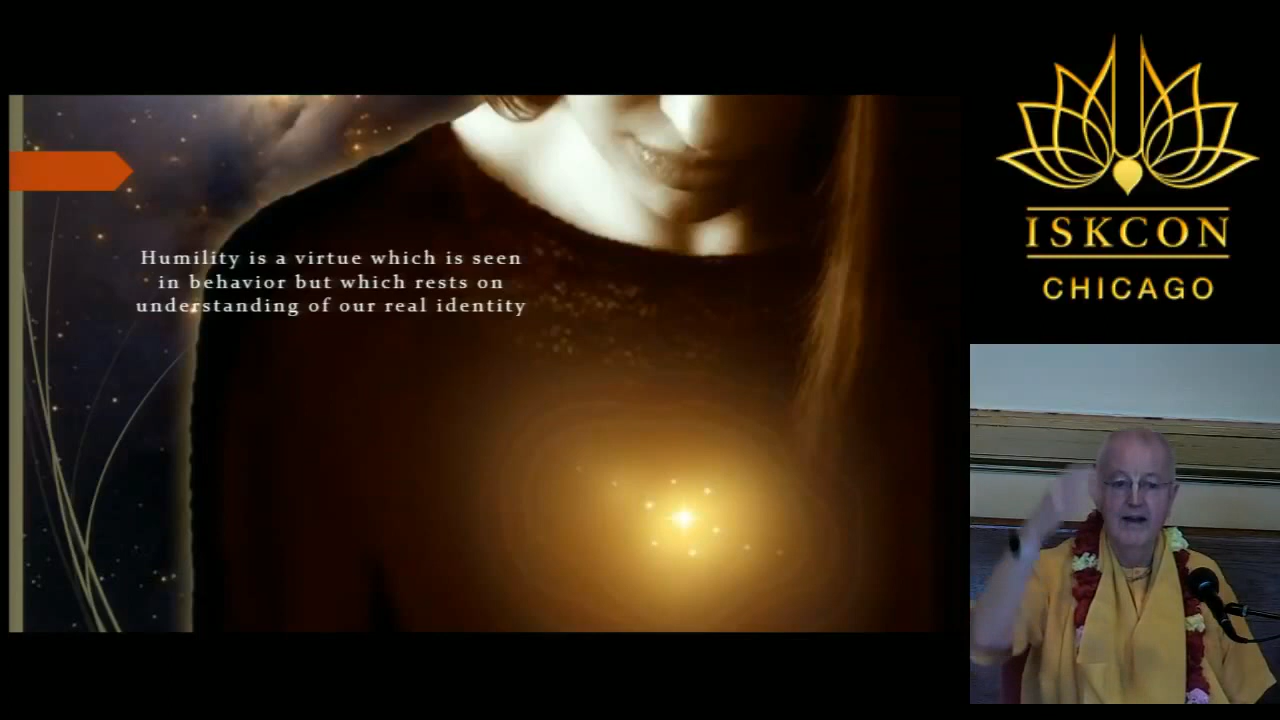 Humility is a virtue which is seen
in behavior but which rests on
understanding of our real identity
ISKCON
CHICAGO